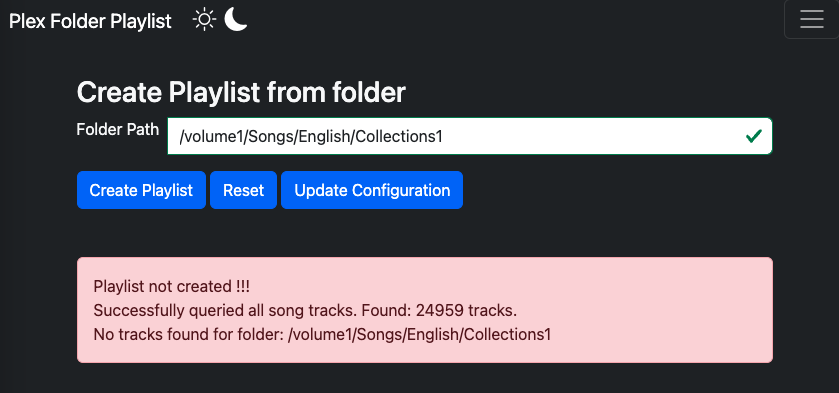 Plex Folder Playlist
Create Playlist from folder
Folder Path /volume1/Songs/English/Collections1
Create Playlist Reset Update Configuration
Playlist not created !!!
Successfully queried all song tracks. Found: 24959 tracks.
No tracks found for folder: /volume1/Songs/English/Collections1